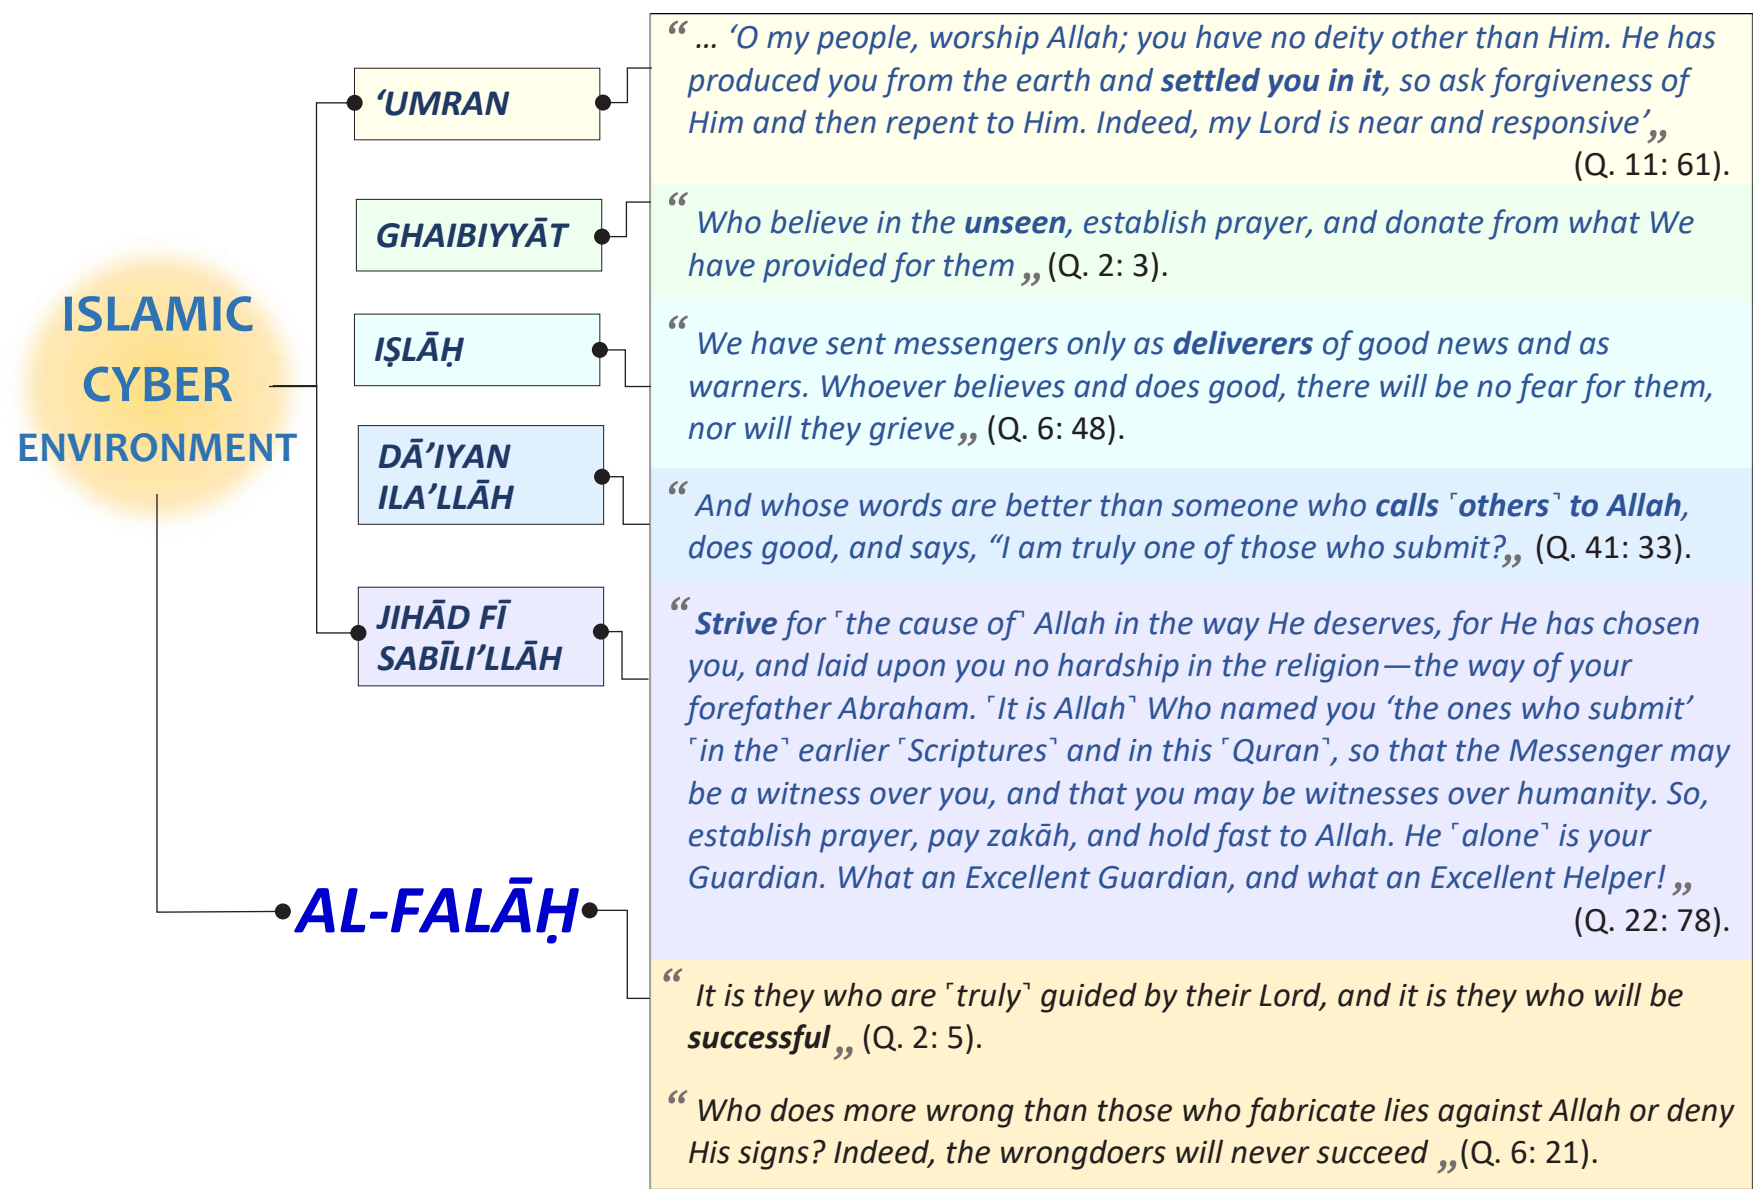 ISLAMIC
CYBER
ENVIRONMENT
‘UMRAN
“ ... ‘O my people, worship Allah; you have no deity other than Him. He has
produced you from the earth and settled you in it, so ask forgiveness of
Him and then repent to Him. Indeed, my Lord is near and responsive’„
(Q. 11: 61).
GHAIBIYYĀT
“ Who believe in the unseen, establish prayer, and donate from what We
have provided for them „ (Q. 2: 3).
IṢLĀḤ
“ We have sent messengers only as deliverers of good news and as
warners. Whoever believes and does good, there will be no fear for them,
nor will they grieve „ (Q. 6: 48).
DĀ’IYAN
ILA’LLĀH
“ And whose words are better than someone who calls ˹others˺ to Allah,
does good, and says, “I am truly one of those who submit?„ (Q. 41: 33).
JIHĀD FĪ
SABĪLI’LLĀH
“ Strive for ˹the cause of˺ Allah in the way He deserves, for He has chosen
you, and laid upon you no hardship in the religion—the way of your
forefather Abraham. ˹It is Allah˺ Who named you ‘the ones who submit’
˹in the˺ earlier ˹Scriptures˺ and in this ˹Quran˺, so that the Messenger may
be a witness over you, and that you may be witnesses over humanity. So,
establish prayer, pay zakāh, and hold fast to Allah. He ˹alone˺ is your
Guardian. What an Excellent Guardian, and what an Excellent Helper! „
(Q. 22: 78).
AL-FALĀḤ
“ It is they who are ˹truly˺ guided by their Lord, and it is they who will be
successful „ (Q. 2: 5).
“ Who does more wrong than those who fabricate lies against Allah or deny
His signs? Indeed, the wrongdoers will never succeed „(Q. 6: 21).